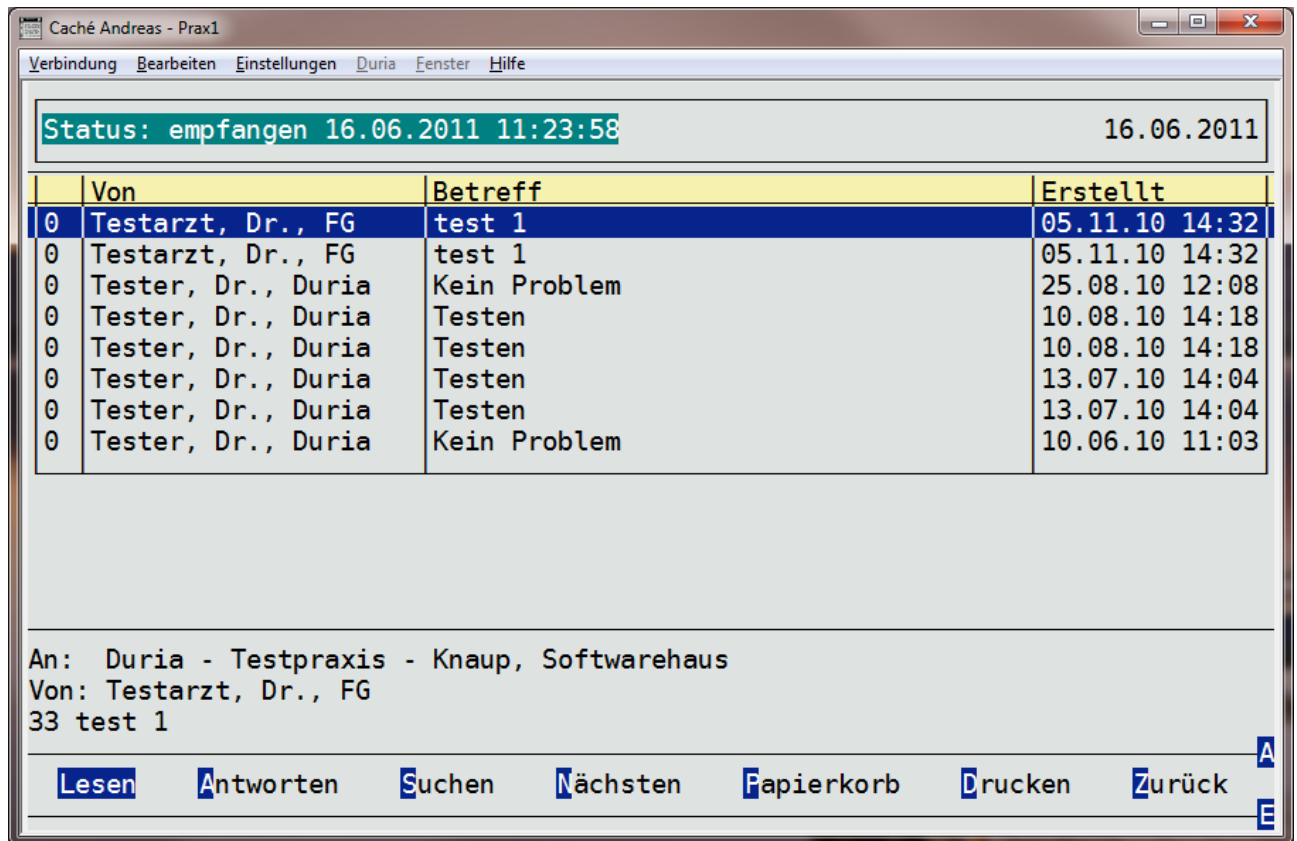 Caché Andreas - Prax1
Verbindung Bearbeiten Einstellungen Duria Fenster Hilfe
Status: empfangen 16.06.2011 11:23:58 16.06.2011
Von Betreff Erstellt
0 Testarzt, Dr., FG test 1 05.11.10 14:32
0 Testarzt, Dr., FG test 1 05.11.10 14:32
0 Tester, Dr., Duria Kein Problem 25.08.10 12:08
0 Tester, Dr., Duria Testen 10.08.10 14:18
0 Tester, Dr., Duria Testen 10.08.10 14:18
0 Tester, Dr., Duria Testen 13.07.10 14:04
0 Tester, Dr., Duria Testen 13.07.10 14:04
0 Tester, Dr., Duria Kein Problem 10.06.10 11:03
An: Duria - Testpraxis - Knaup, Softwarehaus
Von: Testarzt, Dr., FG
33 test 1
A
Lesen Antworten Suchen Nächsten Papierkorb Drucken Zurück
E